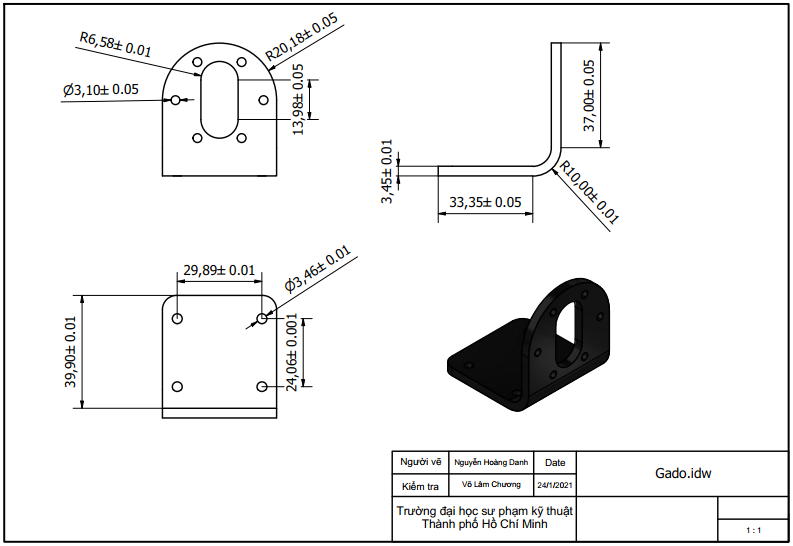 R6,58± 0.01
R20,18± 0.05
Ø3,10± 0.05
13,98± 0.05
37,00± 0.05
3,45± 0.01
33,35± 0.05
R10,00± 0.01
29,89± 0.01
Ø3,46± 0.01
39,90± 0.01
24,06± 0.001
Người vẽ Nguyễn Hoàng Danh Date
Gado.idw
Kiểm tra Võ Lâm Chương 24/1/2021
Trường đại học sư phạm kỹ thuật
Thành phố Hồ Chí Minh
1 : 1